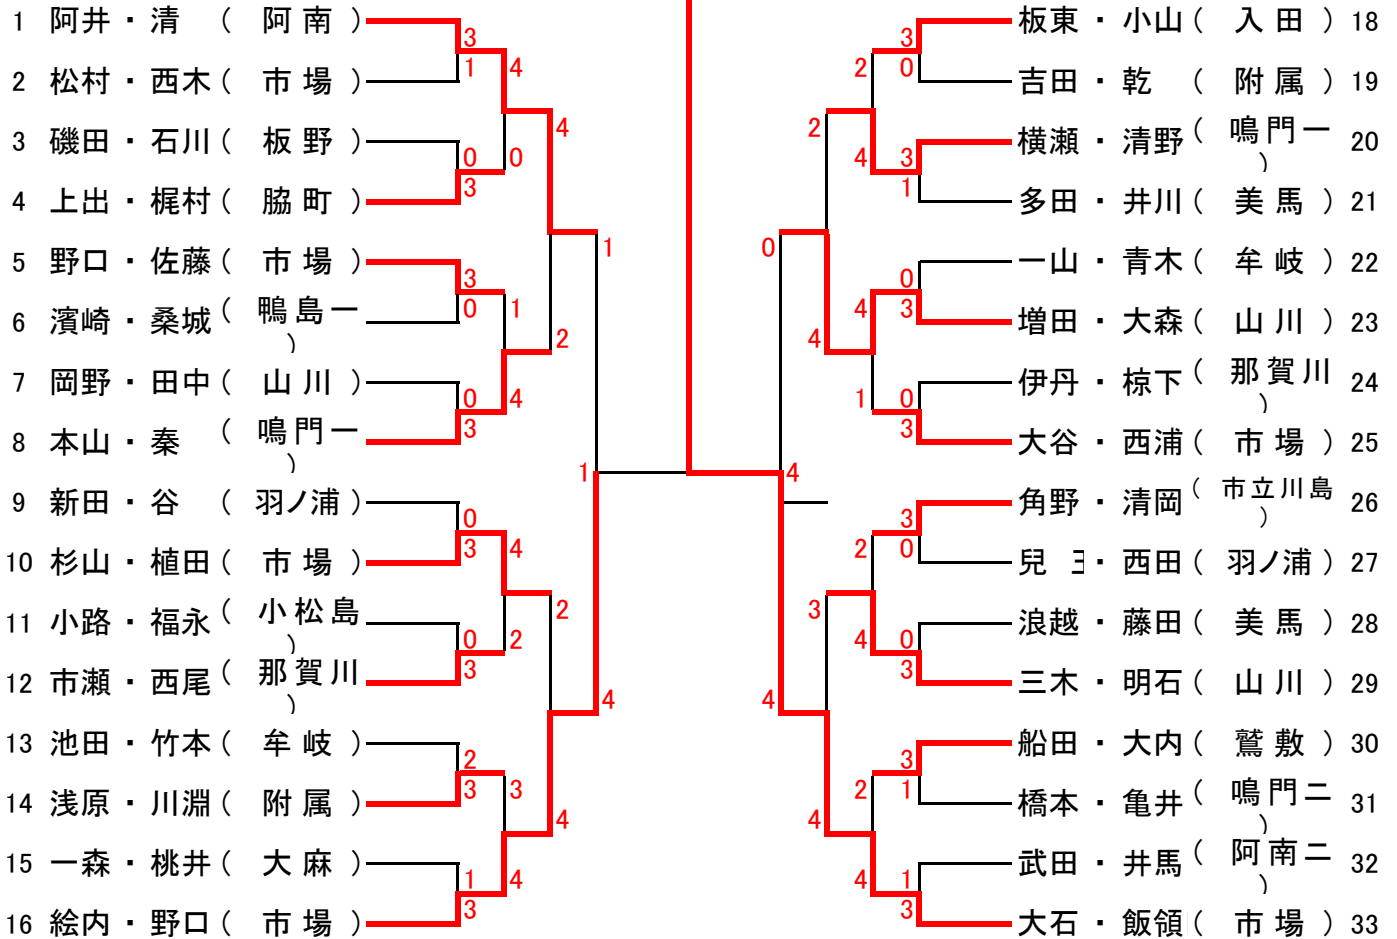 1 阿井・清 ( 阿南 )
3
1
4
2 松村・西木 ( 市場 )
4
3 磯田・石川 ( 板野 )
0
0
3
4 上出・梶村 ( 脇町 )
1
5 野口・佐藤 ( 市場 )
3
0
1
6 濱崎・桑城 ( 鴨島一 )
2
7 岡野・田中 ( 山川 )
0
4
3
8 本山・秦 ( 鳴門一 )
1
9 新田・谷 ( 羽ノ浦 )
0
3
4
10 杉山・植田 ( 市場 )
2
11 小路・福永 ( 小松島 )
0
2
3
12 市瀬・西尾 ( 那賀川 )
4
13 池田・竹本 ( 牟岐 )
2
3
3
14 浅原・川淵 ( 附属 )
4
15 一森・桃井 ( 大麻 )
1
4
3
16 絵内・野口 ( 市場 )
板東・小山 ( 入田 ) 18
3
2
0
吉田・乾 ( 附属 ) 19
2
横瀬・清野 ( 鳴門一 ) 20
4
3
1
多田・井川 ( 美馬 ) 21
0
一山・青木 ( 牟岐 ) 22
0
4
3
増田・大森 ( 山川 ) 23
4
伊丹・椋下 ( 那賀川 ) 24
1
0
3
大谷・西浦 ( 市場 ) 25
4
角野・清岡 ( 市立川島 ) 26
3
2
0
兒玉・西田 ( 羽ノ浦 ) 27
3
浪越・藤田 ( 美馬 ) 28
4
0
3
三木・明石 ( 山川 ) 29
4
船田・大内 ( 鷲敷 ) 30
3
2
1
橋本・亀井 ( 鳴門二 ) 31
4
武田・井馬 ( 阿南二 ) 32
1
4
3
大石・飯領 ( 市場 ) 33